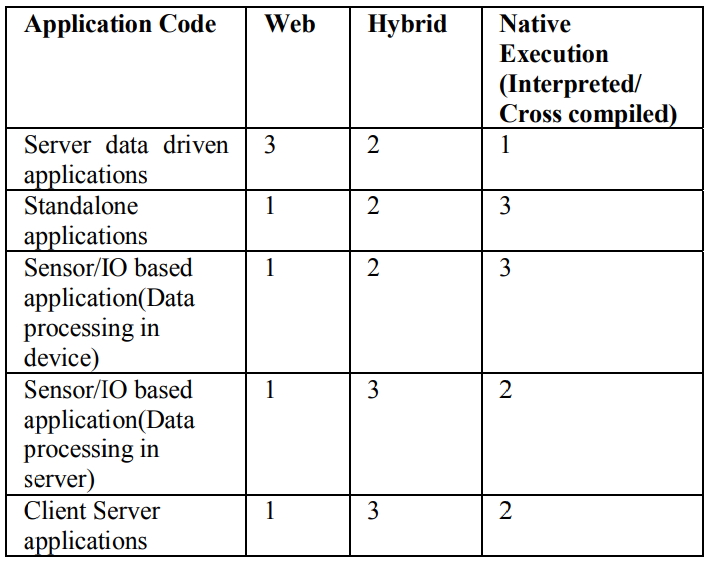 Application Code Web Hybrid Native
Execution
(Interpreted/
Cross compiled)
Server data driven 3 2 1
applications
Standalone 1 2 3
applications
Sensor/IO based 1 2 3
application(Data
processing in
device)
Sensor/IO based 1 3 2
application(Data
processing in
server)
Client Server 1 3 2
applications